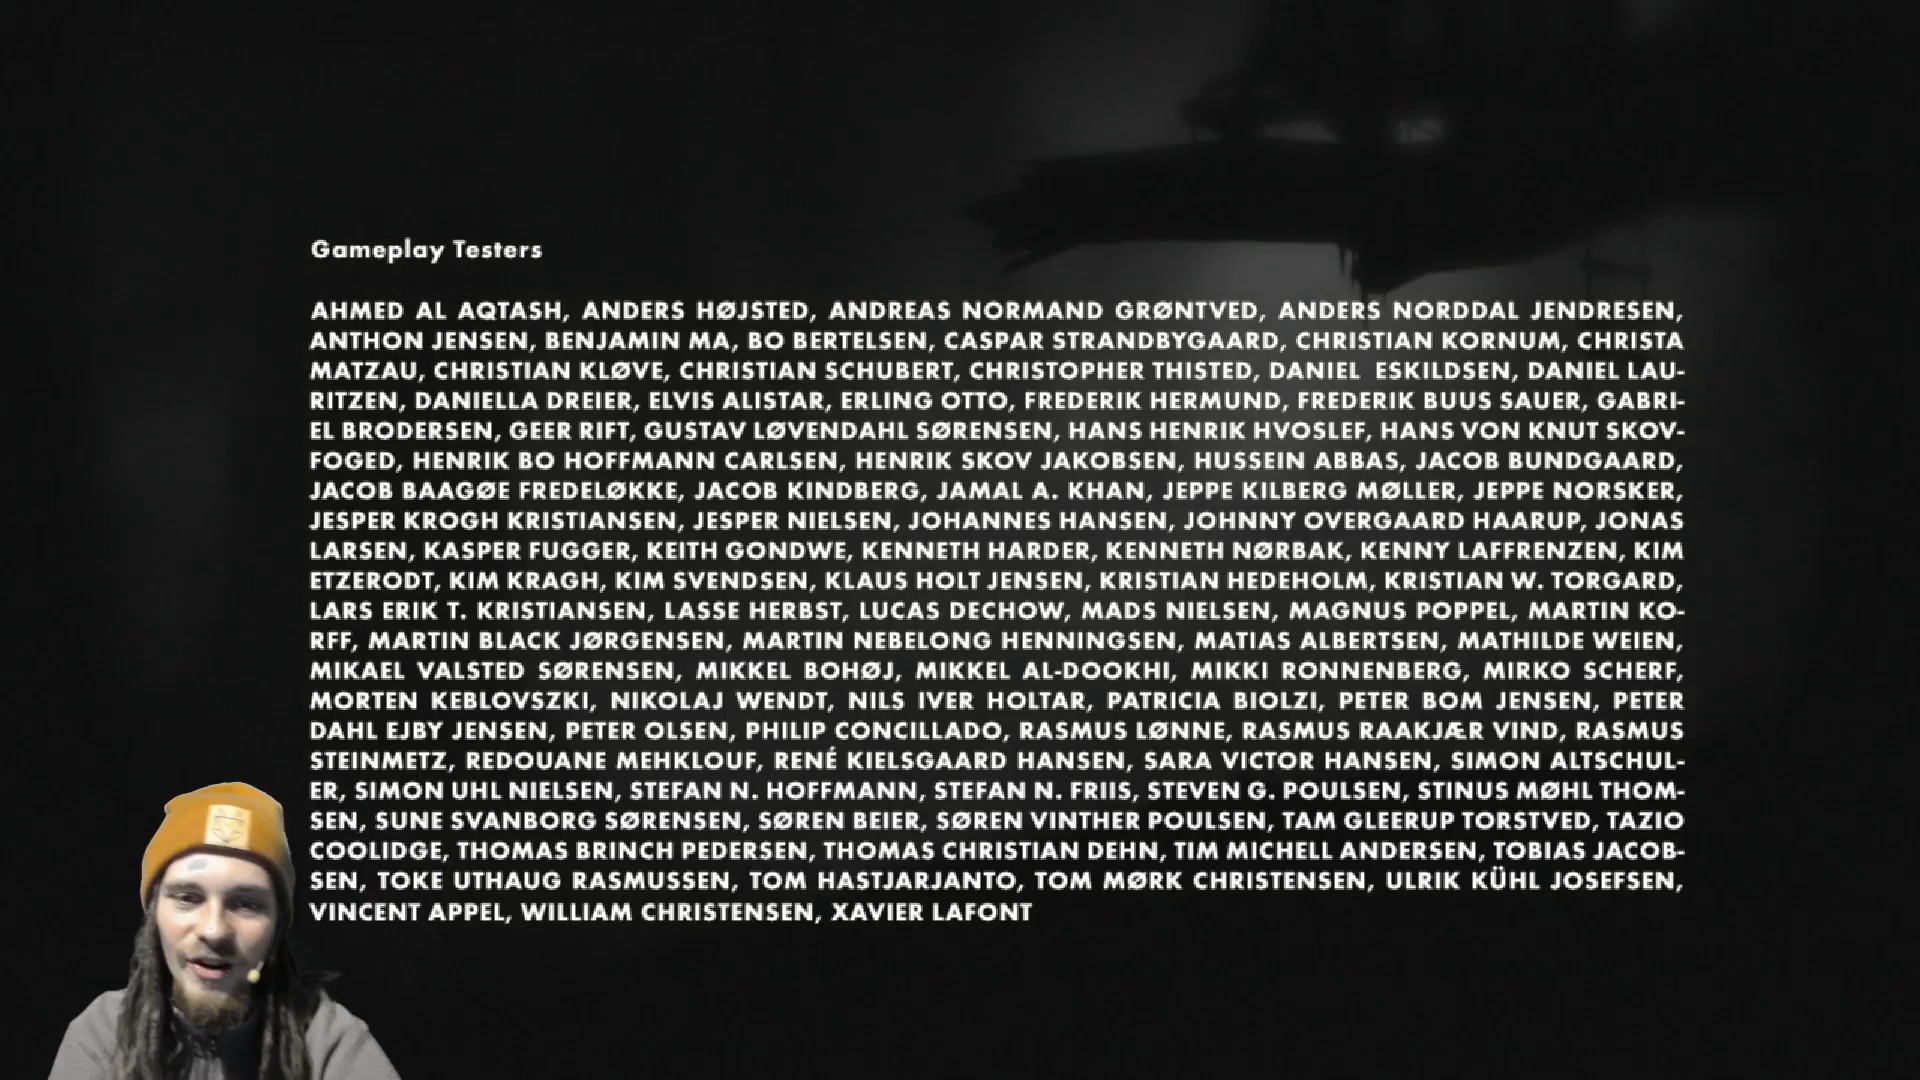 Gameplay Testers
AHMED AL AQTASH, ANDERS HØJSTED, ANDREAS NORMAND GRØNTVED, ANDERS NORDDAL JENDRESEN,
ANTHON JENSEN, BENJAMIN MA, BO BERTELSEN, CASPAR STRANDBYGAARD, CHRISTIAN KORNUM, CHRISTA
MATZAU, CHRISTIAN KLØVE, CHRISTIAN SCHUBERT, CHRISTOPHER THISTED, DANIEL ESKILDSEN, DANIEL LAU-
RITZEN, DANIELLA DREIER, ELVIS ALISTAR, ERLING OTTO, FREDERIK HERMUND, FREDERIK BUUS SAUER, GABRI-
EL BRODERSEN, GEER RIFT, GUSTAV LØVENDAHL SØRENSEN, HANS HENRIK HVOSLEF, HANS VON KNUT SKOV-
FOGED, HENRIK BO HOFFMANN CARLSEN, HENRIK SKOV JAKOBSEN, HUSSEIN ABBAS, JACOB BUNDGAARD,
JACOB BAAGØE FREDELØKKE, JACOB KINDBERG, JAMAL A. KHAN, JEPPE KILBERG MØLLER, JEPPE NORSKER,
JESPER KROGH KRISTIANSEN, JESPER NIELSEN, JOHANNES HANSEN, JOHNNY OVERGAARD HAARUP, JONAS
LARSEN, KASPER FUGGER, KEITH GONDWE, KENNETH HARDER, KENNETH NØRBAK, KENNY LAFFRENZEN, KIM
ETZERODT, KIM KRAGH, KIM SVENDSEN, KLAUS HOLT JENSEN, KRISTIAN HEDEHOLM, KRISTIAN W. TORGARD,
LARS ERIK T. KRISTIANSEN, LASSE HERBST, LUCAS DECHOW, MADS NIELSEN, MAGNUS POPPEL, MARTIN KO-
RFF, MARTIN BLACK JØRGENSEN, MARTIN NEBELONG HENNINGSEN, MATIAS ALBERTSEN, MATHILDE WEIEN,
MIKAEL VALSTED SØRENSEN, MIKKEL BOHØJ, MIKKEL AL-DOOKHI, MIKKI RONNENBERG, MIRKO SCHERF,
MORTEN KEBLOVSZKI, NIKOLAJ WENDT, NILS IVER HOLTAR, PATRICIA BIOLZI, PETER BOM JENSEN, PETER
DAHL EJBY JENSEN, PETER OLSEN, PHILIP CONCILLADO, RASMUS LØNNE, RASMUS RAAKJÆR VIND, RASMUS
STEINMETZ, REDOUANE MEHKLOUF, RENÉ KIELSGAARD HANSEN, SARA VICTOR HANSEN, SIMON ALTSCHUL-
ER, SIMON UHL NIELSEN, STEFAN N. HOFFMANN, STEFAN N. FRIIS, STEVEN G. POULSEN, STINUS MØHL THOM-
SEN, SUNE SVANBORG SØRENSEN, SØREN BEIER, SØREN VINTHER POULSEN, TAM GLEERUP TORSTVED, TAZIO
COOLIDGE, THOMAS BRINCH PEDERSEN, THOMAS CHRISTIAN DEHN, TIM MICHELL ANDERSEN, TOBIAS JACOB-
SEN, TOKE UTHAUG RASMUSSEN, TOM HASTJARJANTO, TOM MØRK CHRISTENSEN, ULRIK KÜHL JOSEFSEN,
VINCENT APPEL, WILLIAM CHRISTENSEN, XAVIER LAFONT